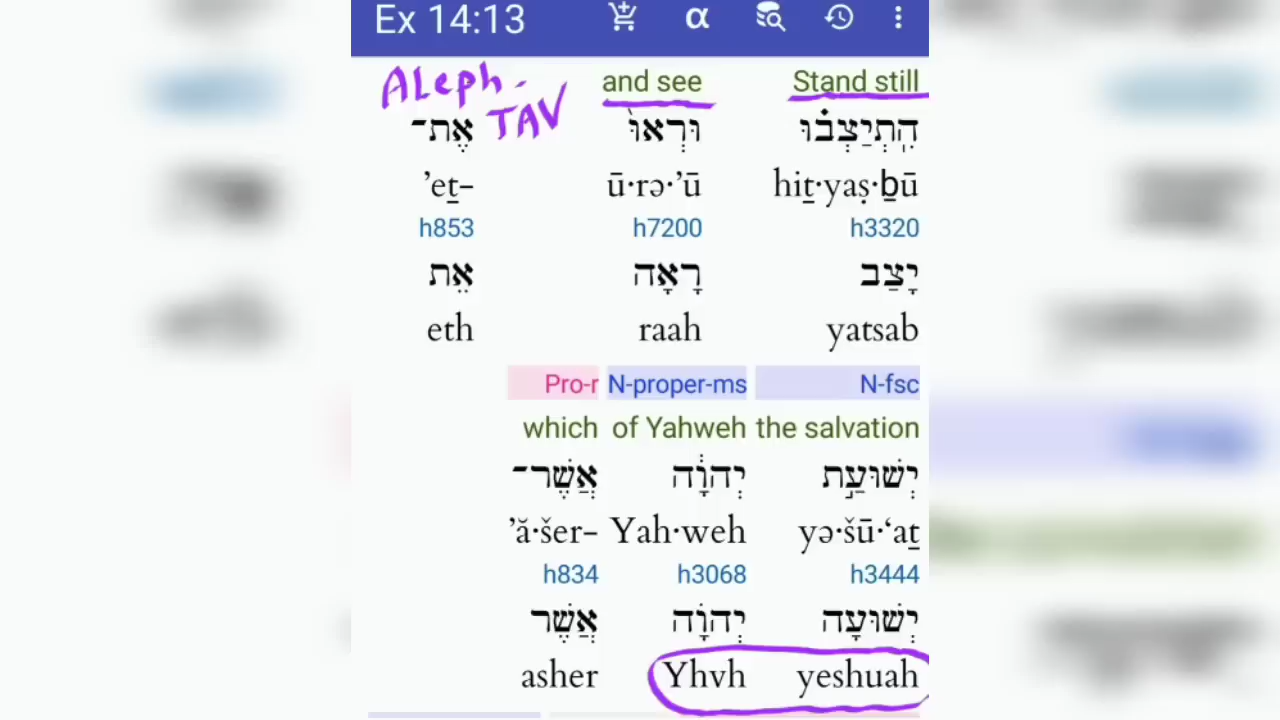 Ex 14:13 α
ALeph - and see Stand still
TAV
הִֽתְיַצְב֗וּ וּרְאוּ֙ אֶת־
’eṯ- ū·rə·’ū hiṯ·yaṣ·ḇū
h853 h7200 h3320
יָצַב רָאָה אֵת
eth raah yatsab
Pro-r N-proper-ms N-fsc
which of Yahweh the salvation
יְשׁוּעַ֣ת יְהוָ֔ה אֲשֶׁר־
’ă·šer- Yah·weh yə·šū·‘aṯ
h834 h3068 h3444
יְשׁוּעָה יְהוָֹה אֲשֶׁר
asher Yhvh yeshuah